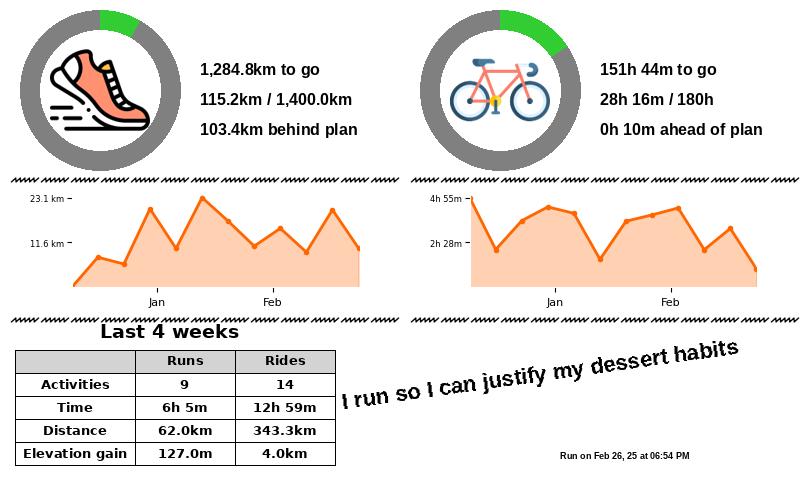 1,284.8km to go
115.2km / 1,400.0km
103.4km behind plan
151h 44m to go
28h 16m / 180h
0h 10m ahead of plan
23.1 km
11.6 km
Jan Feb
4h 55m
2h 28m
Jan Feb
Last 4 weeks
Runs Rides
Activities 9 14
Time 6h 5m 12h 59m
Distance 62.0km 343.3km
Elevation gain 127.0m 4.0km
I run so I can justify my dessert habits
Run on Feb 26, 25 at 06:54 PM